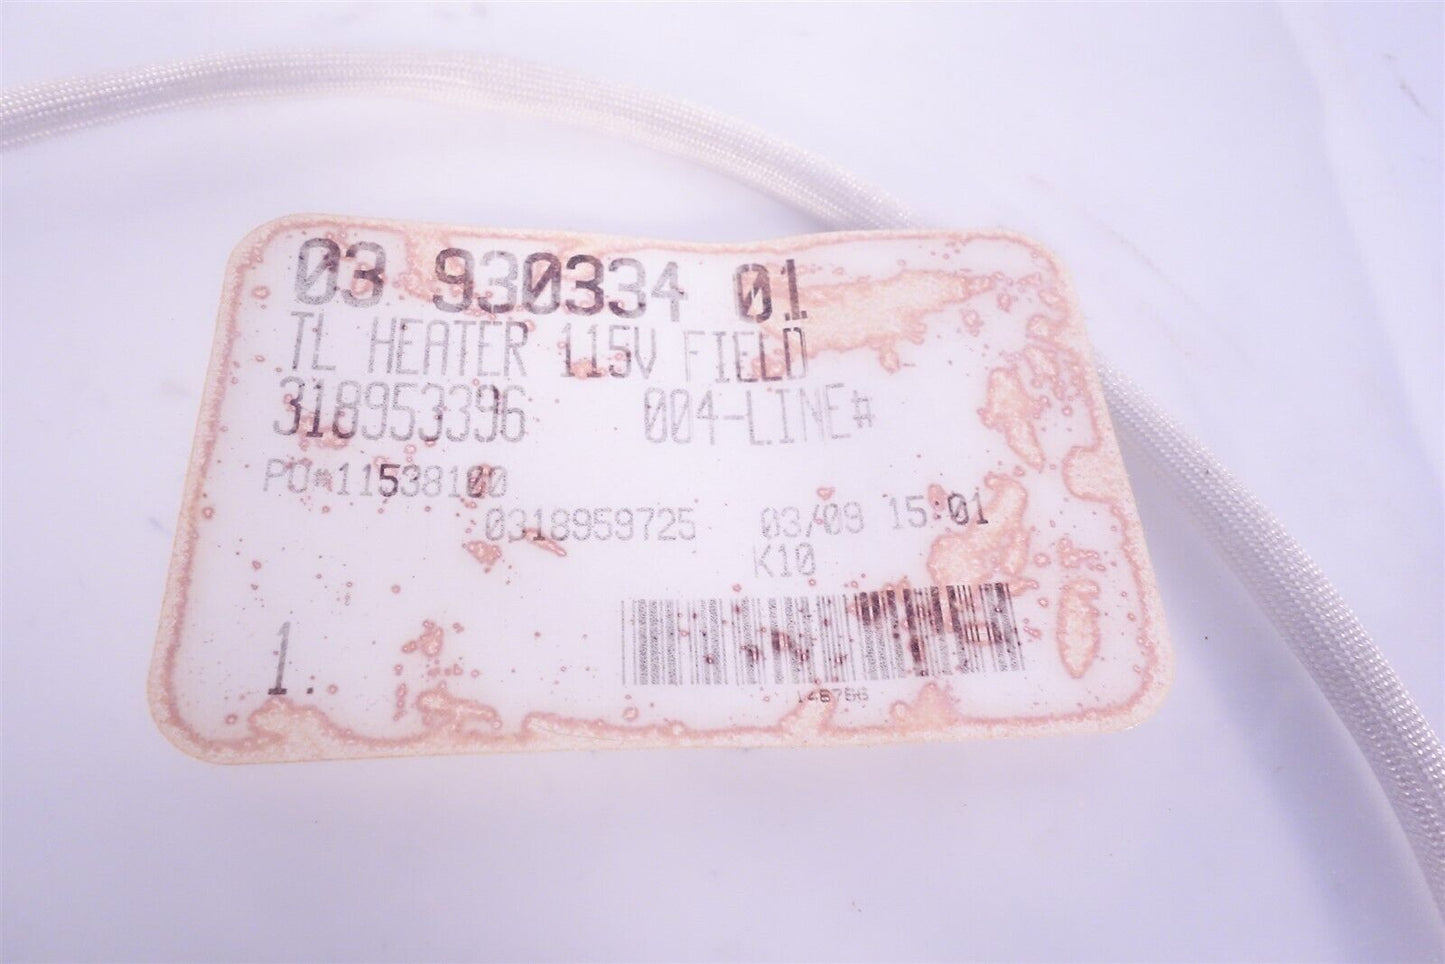 03 930334 01
TL HEATER 115V FIELD
318953396 004-LINE#
PO#11538100
0318959725 03/09 15:01
K10
1.